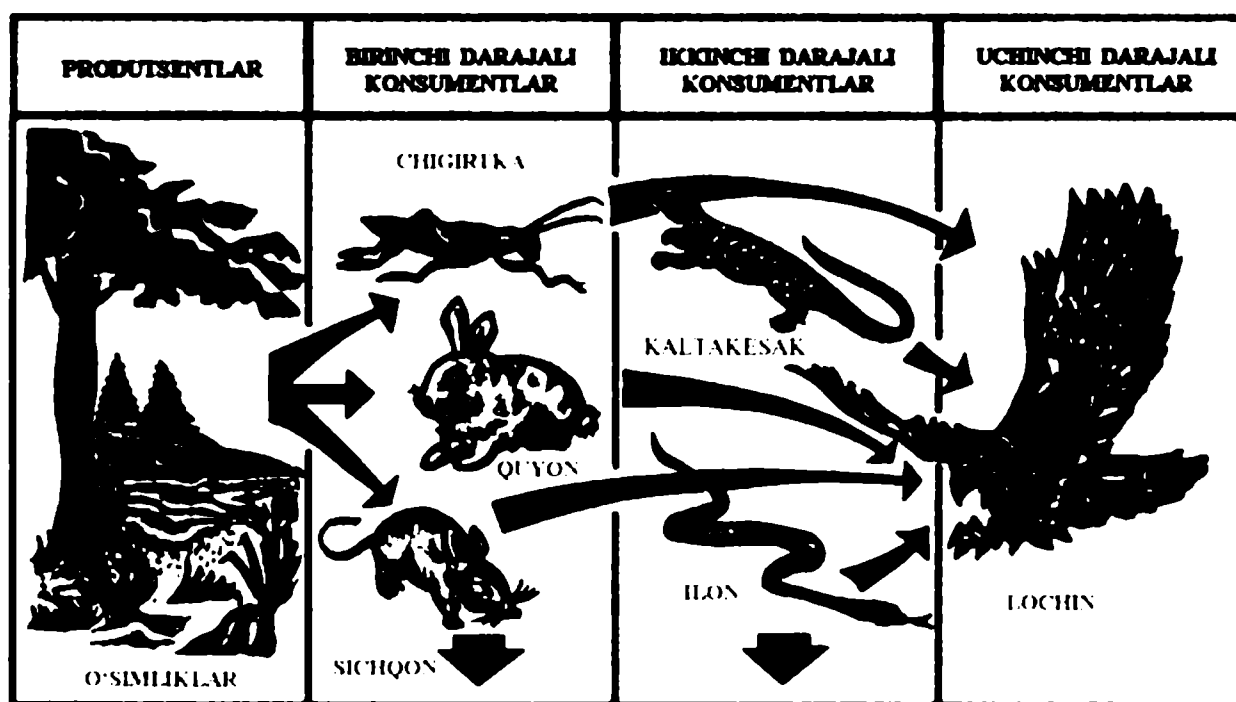 PRODUTSENTLAR
BIRINCHI DARAJALI
KONSUMENTLAR
IKKINCHI DARAJALI
KONSUMENTLAR
UCHINCHI DARAJALI
KONSUMENTLAR
CHIGIRTKA
KALTAKESAK
QUYON
ILON
LOCHIN
SICHQON
O‘SIMLIKLAR